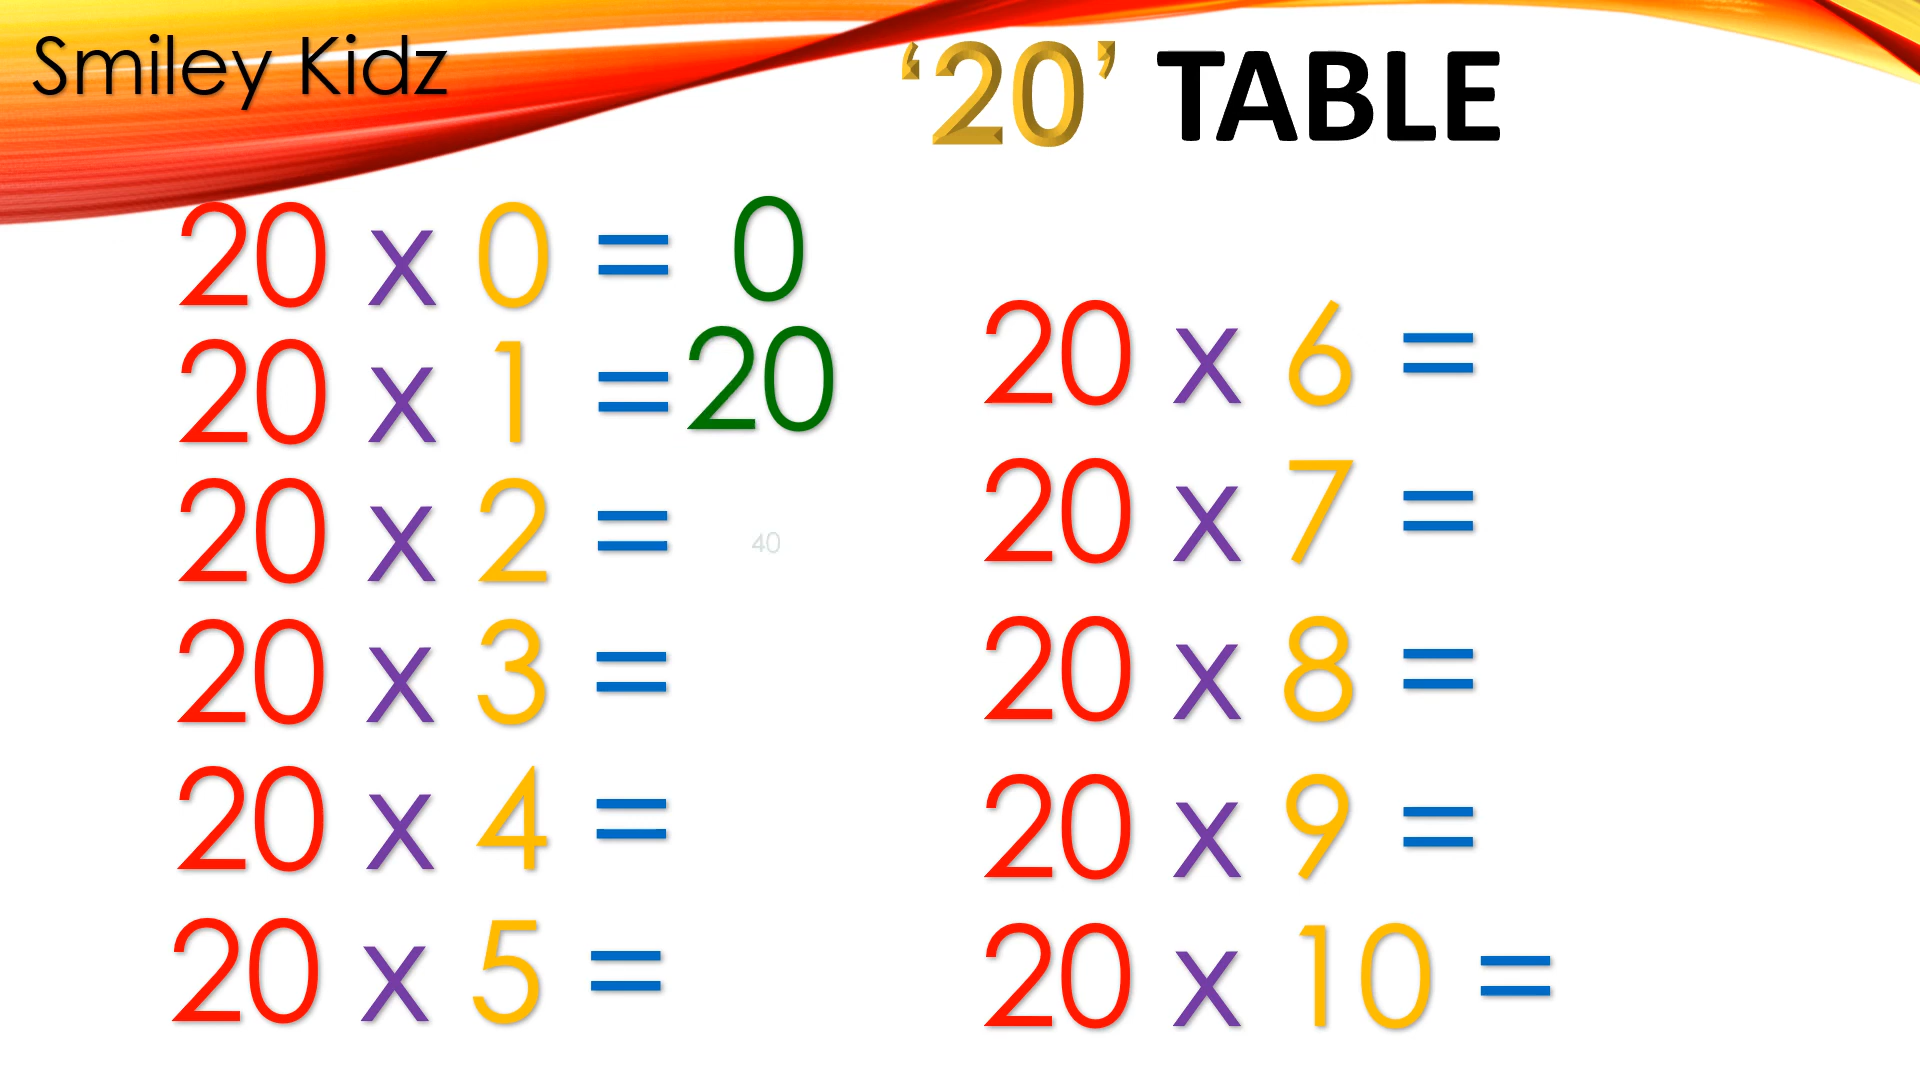 Smiley Kidz
‘20’ TABLE
20 x 0 = 0
20 x 1 =20
20 x 2 = 40
20 x 3 =
20 x 4 =
20 x 5 =
20 x 6 =
20 x 7 =
20 x 8 =
20 x 9 =
20 x 10 =